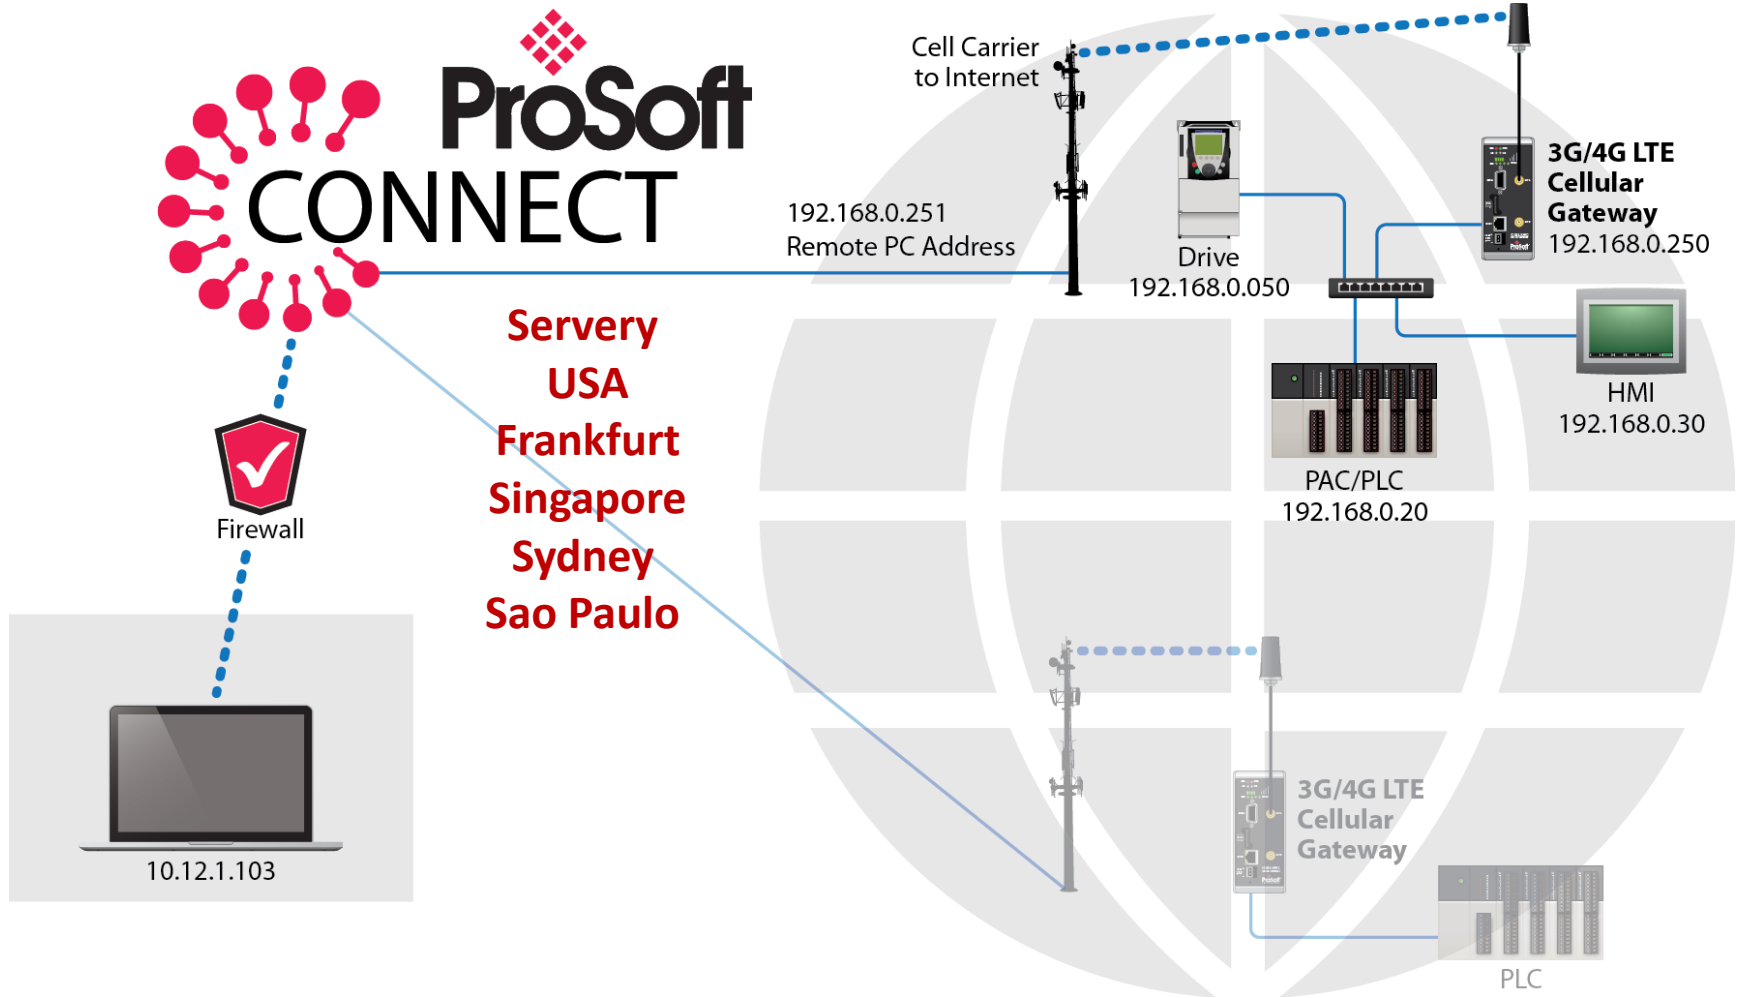 ProSoft
CONNECT
Cell Carrier
to Internet
192.168.0.251
Remote PC Address
Drive
192.168.0.050
3G/4G LTE
Cellular
Gateway
192.168.0.250
HMI
192.168.0.30
PAC/PLC
192.168.0.20
Servery
USA
Frankfurt
Singapore
Sydney
Sao Paulo
Firewall
10.12.1.103
3G/4G LTE
Cellular
Gateway
PLC
ProSoft
ProSoft